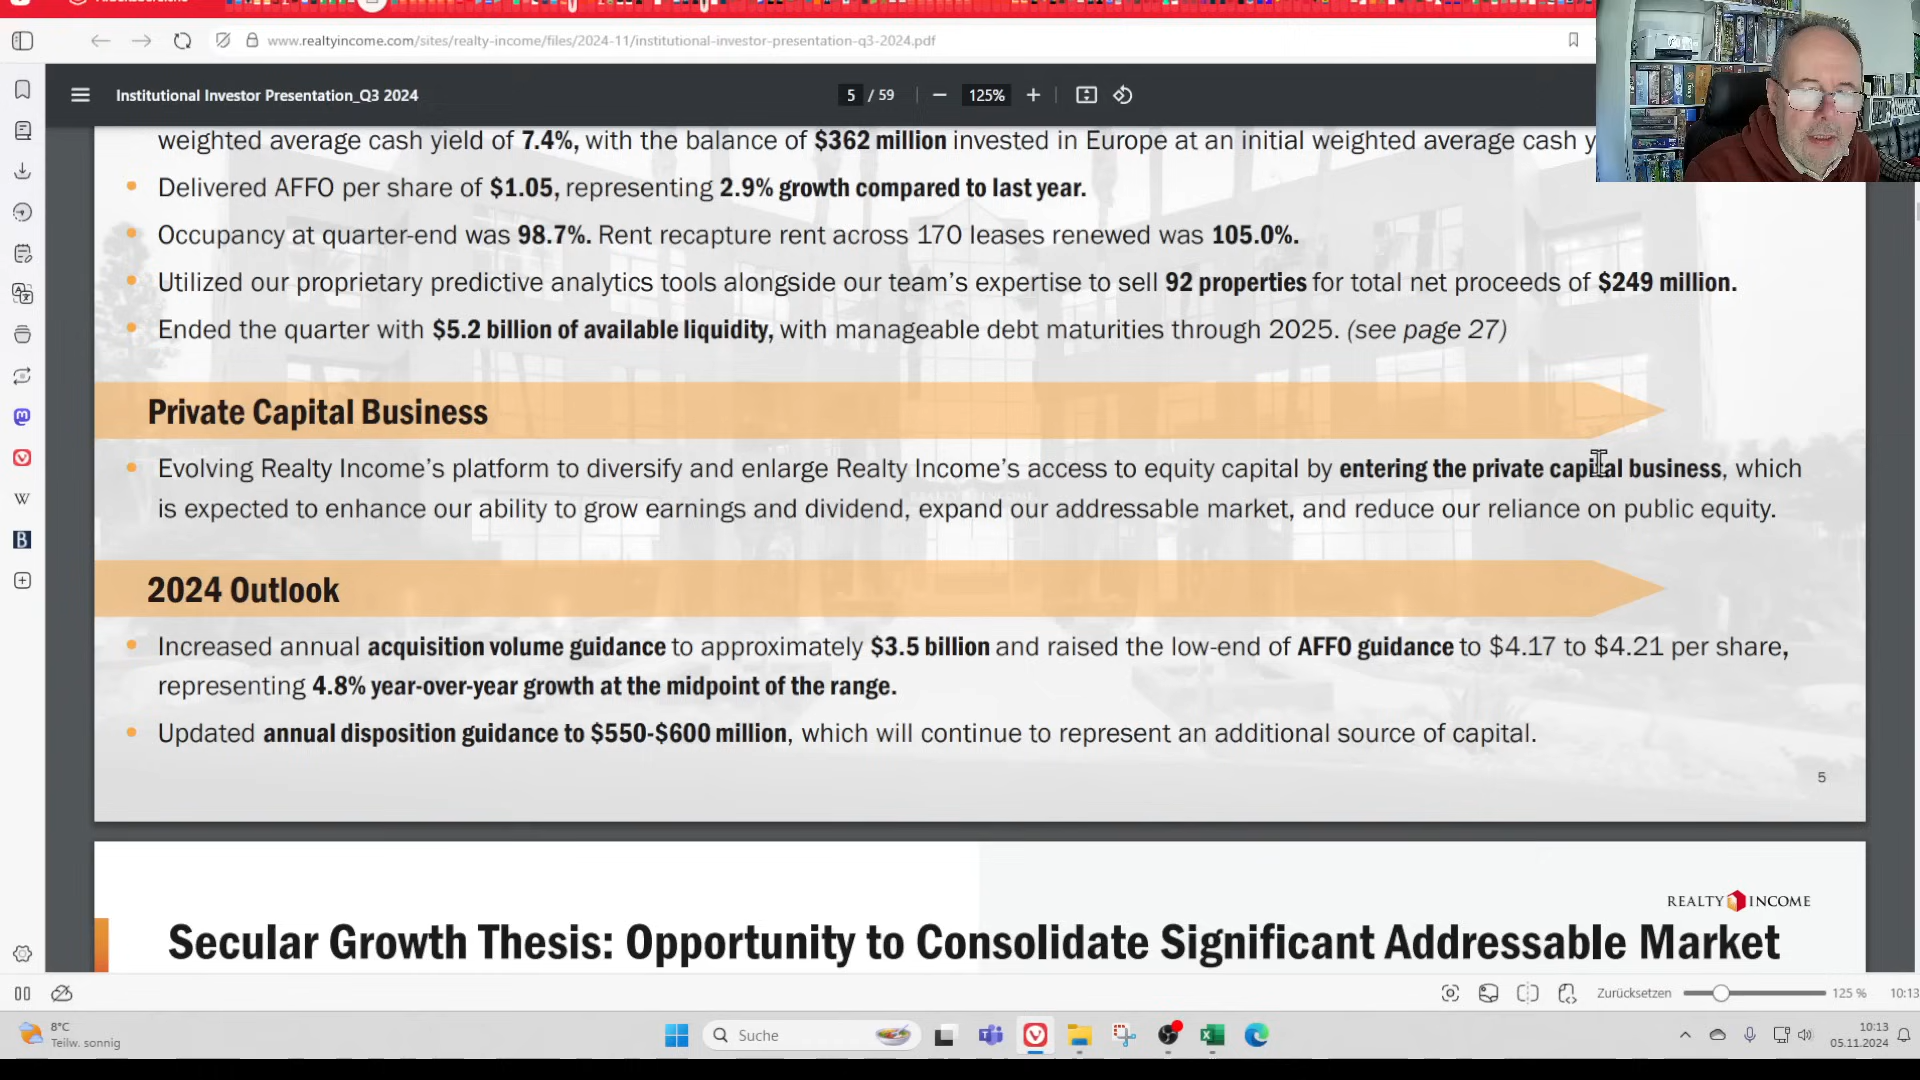 www.realtyincome.com/sites/realty-income/files/2024-11/institutional-investor-presentation-q3-2024.pdf
Institutional Investor Presentation_Q3 2024
5 / 59
125%
weighted average cash yield of 7.4%, with the balance of $362 million invested in Europe at an initial weighted average cash y
• Delivered AFFO per share of $1.05, representing 2.9% growth compared to last year.
• Occupancy at quarter-end was 98.7%. Rent recapture rent across 170 leases renewed was 105.0%.
• Utilized our proprietary predictive analytics tools alongside our team’s expertise to sell 92 properties for total net proceeds of $249 million.
• Ended the quarter with $5.2 billion of available liquidity, with manageable debt maturities through 2025. (see page 27)
Private Capital Business
• Evolving Realty Income’s platform to diversify and enlarge Realty Income’s access to equity capital by entering the private capital business, which
is expected to enhance our ability to grow earnings and dividend, expand our addressable market, and reduce our reliance on public equity.
2024 Outlook
• Increased annual acquisition volume guidance to approximately $3.5 billion and raised the low-end of AFFO guidance to $4.17 to $4.21 per share,
representing 4.8% year-over-year growth at the midpoint of the range.
• Updated annual disposition guidance to $550-$600 million, which will continue to represent an additional source of capital.
5
REALTY INCOME
Secular Growth Thesis: Opportunity to Consolidate Significant Addressable Market
Zurücksetzen
125 %
10:13
8°C
Teilw. sonnig
Suche
10:13
05.11.2024